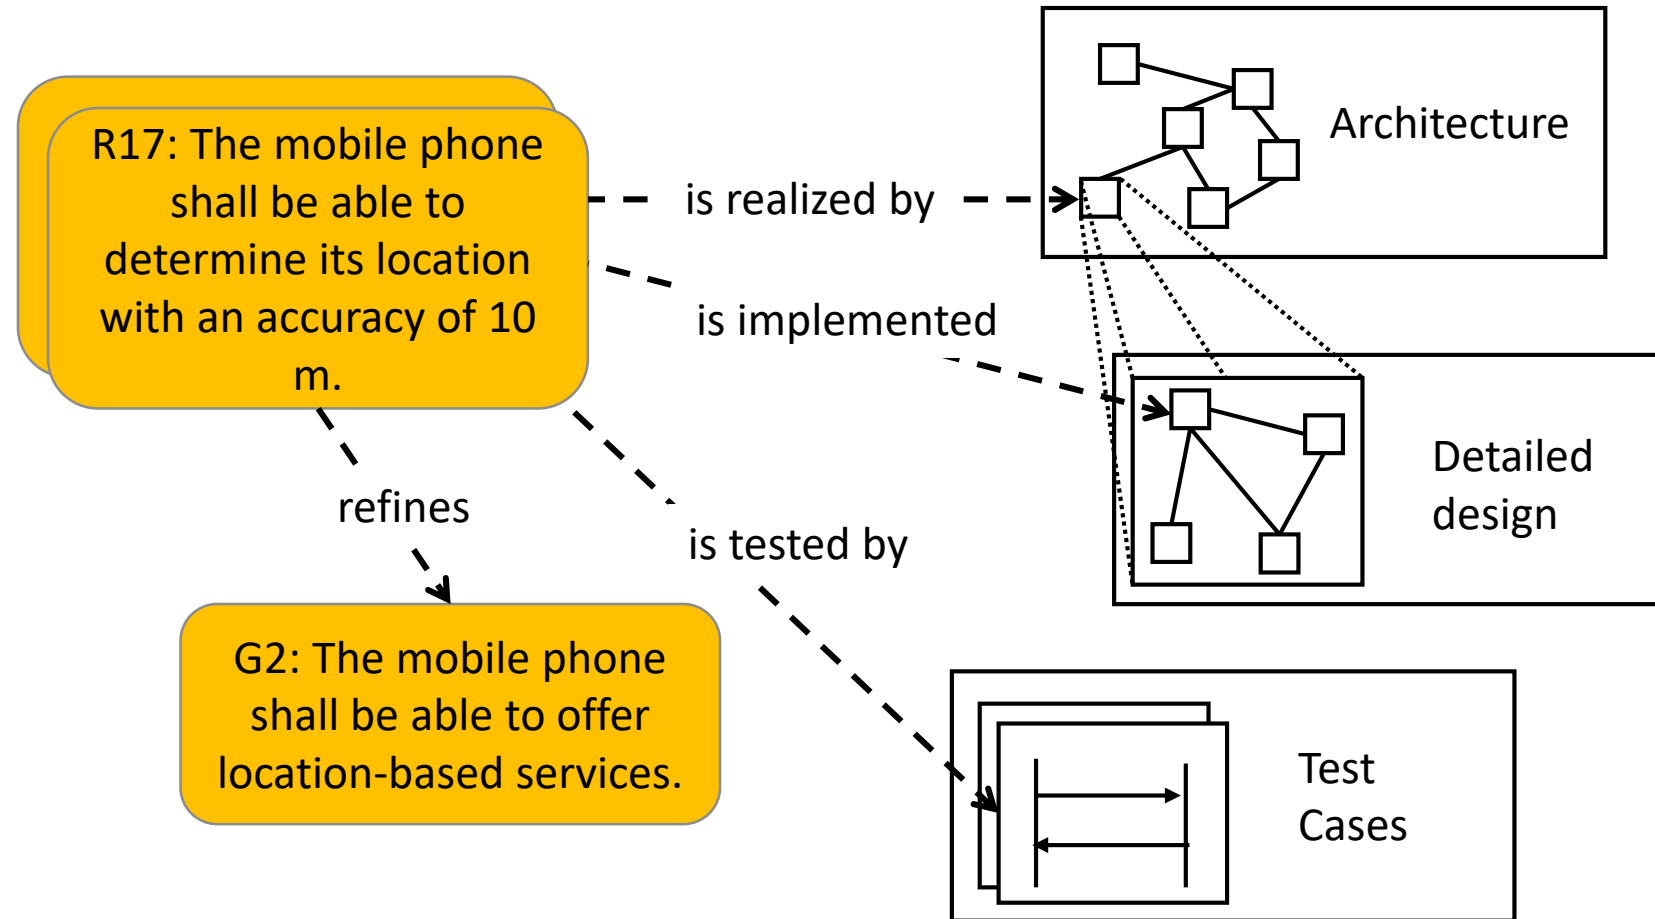 R17: The mobile phone
shall be able to
determine its location
with an accuracy of 10
m.
is realized by
Architecture
is implemented
Detailed
design
refines
is tested by
G2: The mobile phone
shall be able to offer
location-based services.
Test
Cases